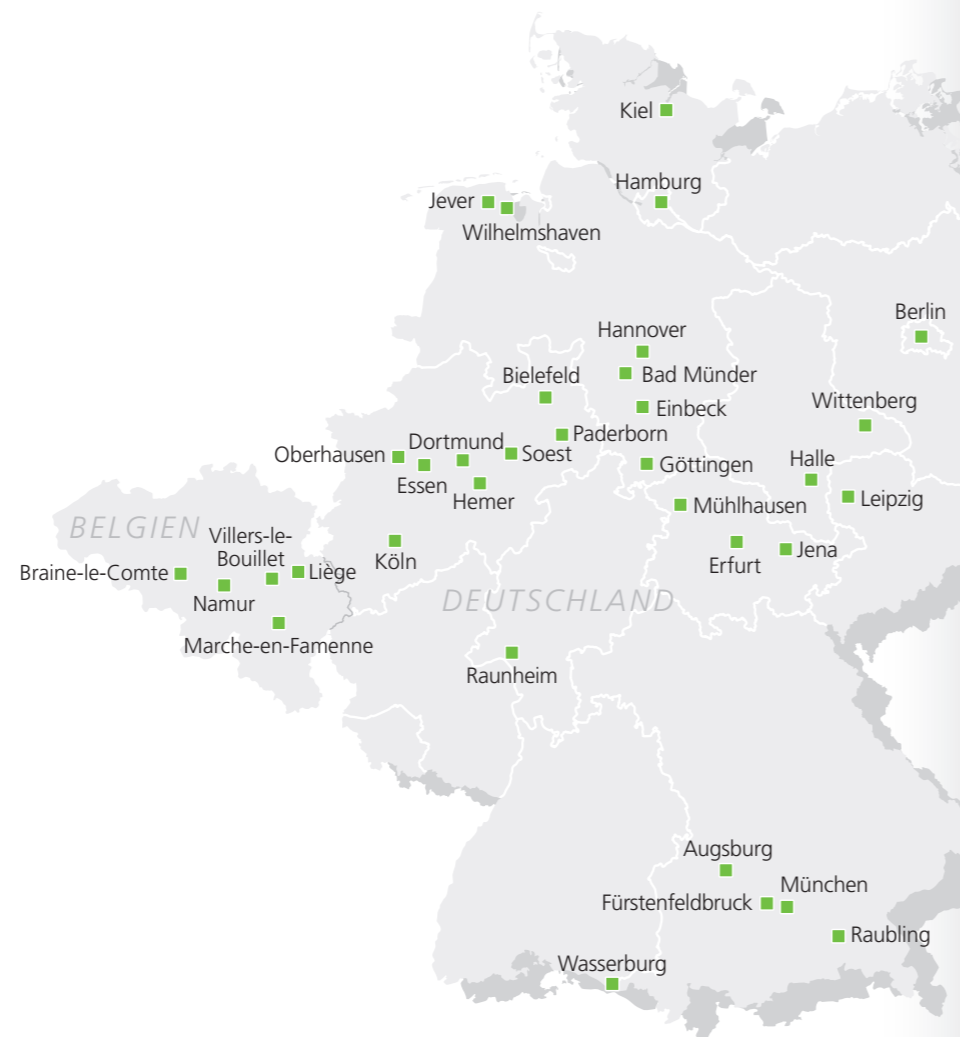 Kiel
Hamburg
Jever
Wilhelmshaven
Berlin
Hannover
Bielefeld
Bad Münder
Wittenberg
Einbeck
Paderborn
Dortmund
Oberhausen
Soest
Halle
Göttingen
Essen
Hemer
Leipzig
Mühlhausen
BELGIEN
Villers-le-
Bouillet
Jena
Köln
Erfurt
Braine-le-Comte
Liège
Namur
DEUTSCHLAND
Marche-en-Famenne
Raunheim
Augsburg
München
Fürstenfeldbruck
Raubling
Wasserburg